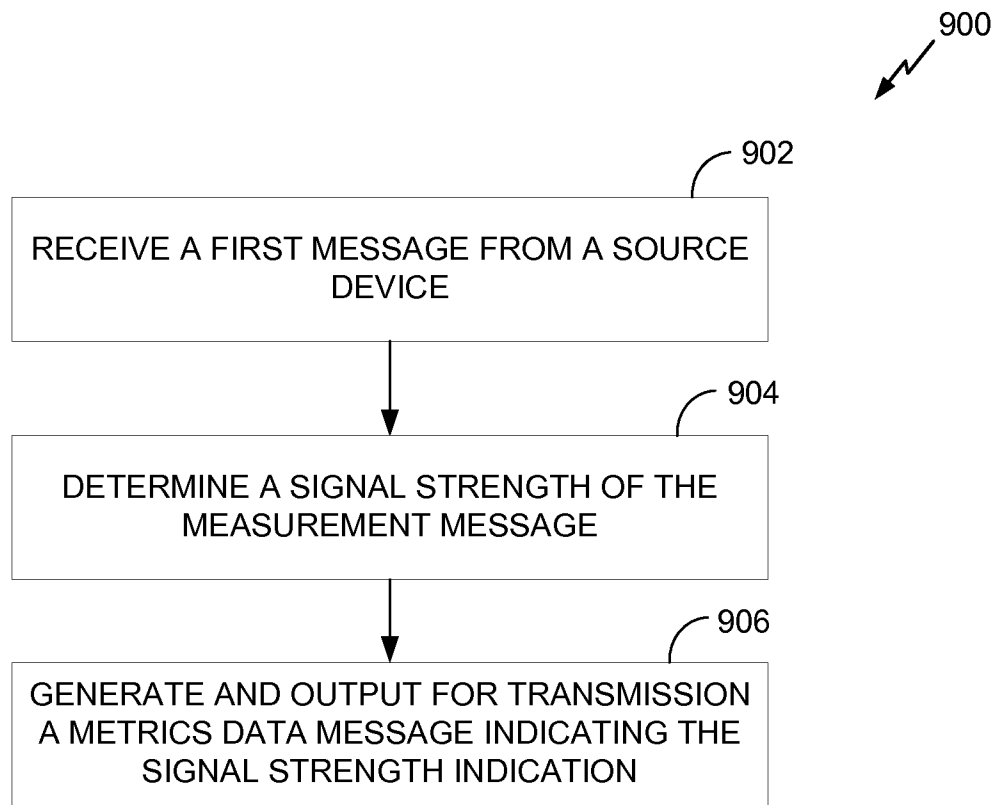 900
902
RECEIVE A FIRST MESSAGE FROM A SOURCE
DEVICE
904
DETERMINE A SIGNAL STRENGTH OF THE
MEASUREMENT MESSAGE
906
GENERATE AND OUTPUT FOR TRANSMISSION
A METRICS DATA MESSAGE INDICATING THE
SIGNAL STRENGTH INDICATION